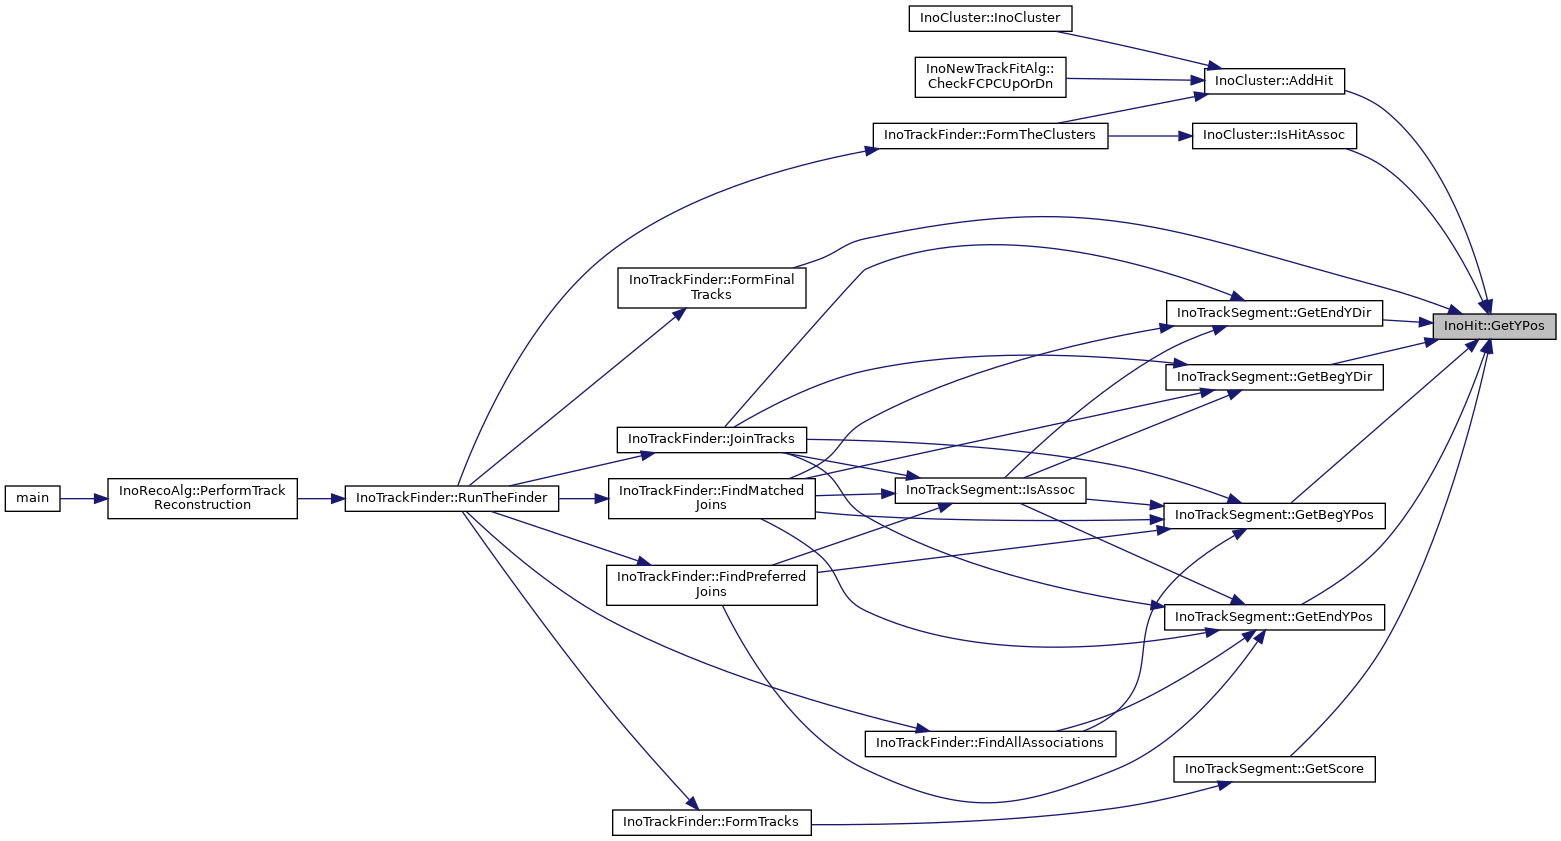 InoCluster::InoCluster
InoNewTrackFitAlg::
CheckFCPCUpOrDn
InoCluster::AddHit
InoTrackFinder::FormTheClusters
InoCluster::IsHitAssoc
InoTrackFinder::FormFinal
Tracks
InoTrackSegment::GetEndYDir
InoHit::GetYPos
InoTrackSegment::GetBegYDir
InoTrackFinder::JoinTracks
main
InoRecoAlg::PerformTrack
Reconstruction
InoTrackFinder::RunTheFinder
InoTrackFinder::FindMatched
Joins
InoTrackSegment::IsAssoc
InoTrackSegment::GetBegYPos
InoTrackFinder::FindPreferred
Joins
InoTrackSegment::GetEndYPos
InoTrackFinder::FindAllAssociations
InoTrackSegment::GetScore
InoTrackFinder::FormTracks